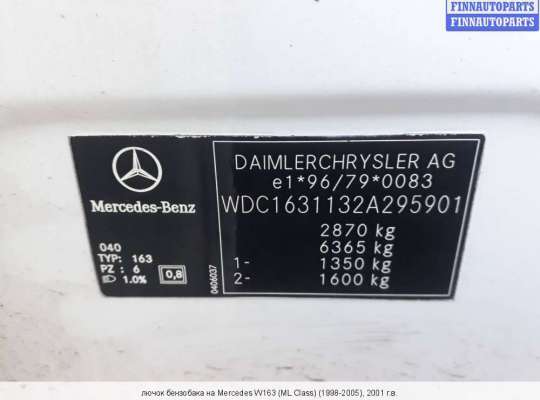 FINNAUTOPARTS
FINNAUTOPARTS
Mercedes-Benz
040
TYP: 163
PZ : 6
1.0%
0,8
0406037
DAIMLERCHRYSLER AG
e1*96/79*0083
WDC1631132A295901
2870 kg
6365 kg
1- 1350 kg
2- 1600 kg
лючок бензобака на Mercedes W163 (ML Class) (1998-2005), 2001 г.в.